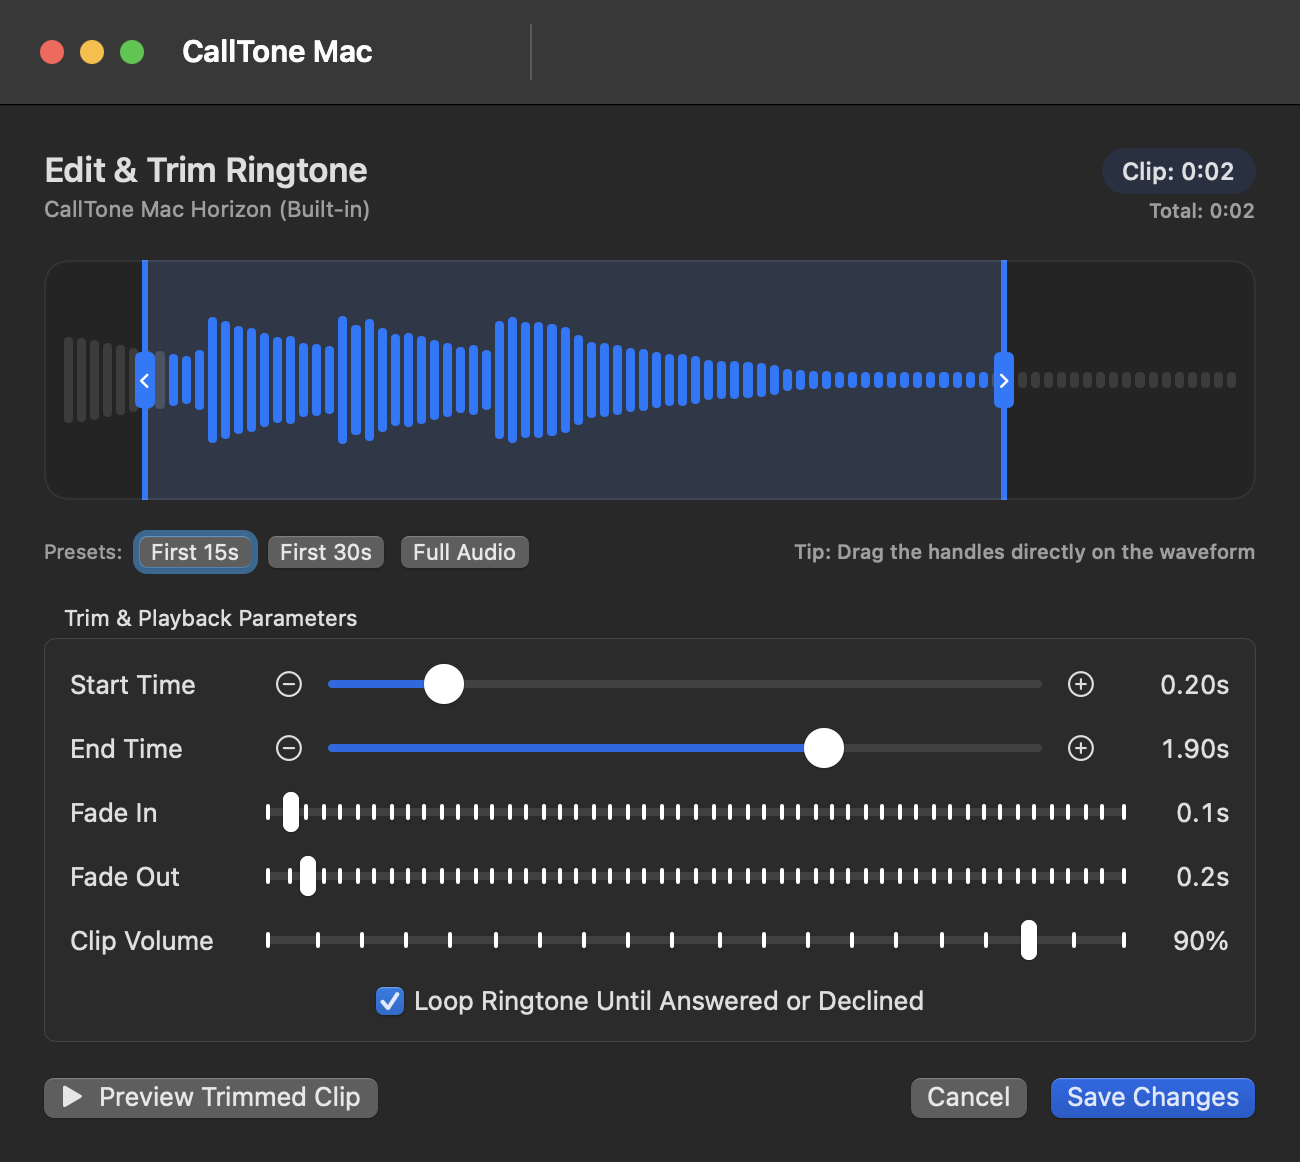 CallTone Mac
Edit & Trim Ringtone
CallTone Mac Horizon (Built-in)
Clip: 0:02
Total: 0:02
Presets: First 15s First 30s Full Audio
Tip: Drag the handles directly on the waveform
Trim & Playback Parameters
Start Time 0.20s
End Time 1.90s
Fade In 0.1s
Fade Out 0.2s
Clip Volume 90%
Loop Ringtone Until Answered or Declined
Preview Trimmed Clip Cancel Save Changes